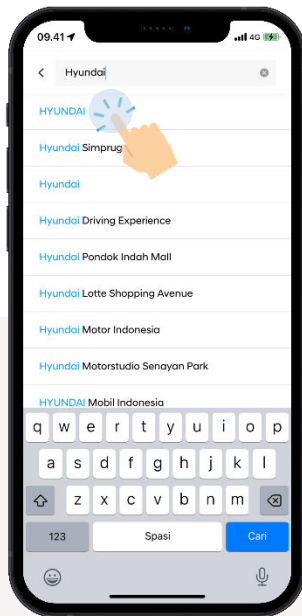 09.41
4G
Hyundai
HYUNDAI
Hyundai Simprug
Hyundai
Hyundai Driving Experience
Hyundai Pondok Indah Mall
Hyundai Lotte Shopping Avenue
Hyundai Motor Indonesia
Hyundai Motorstudio Senayan Park
HYUNDAI Mobil Indonesia
q w e r t y u i o p
a s d f g h j k l
z x c v b n m
123 Spasi Cari